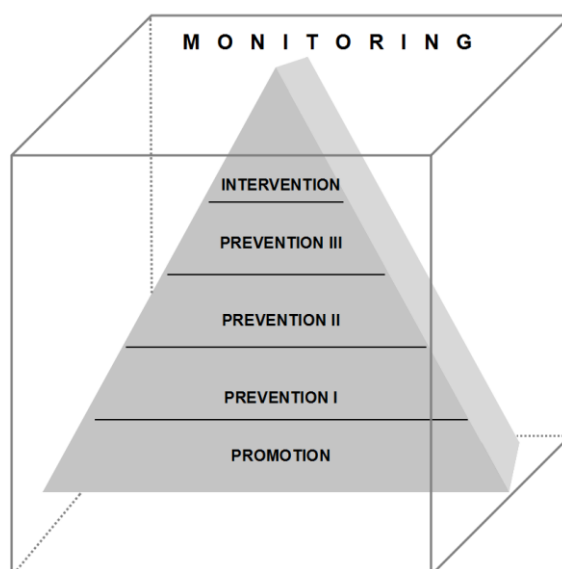 M O N I T O R I N G
INTERVENTION
PREVENTION III
PREVENTION II
PREVENTION I
PROMOTION